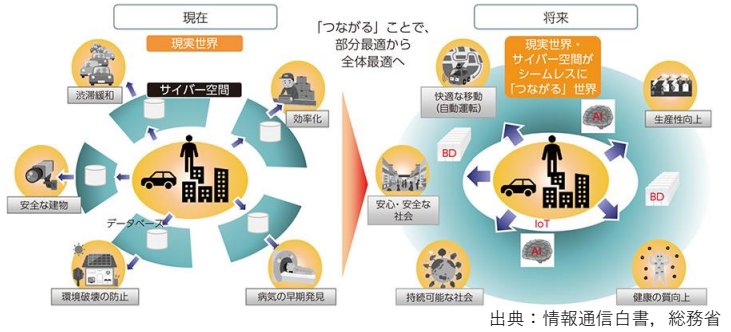 現在
現実世界
サイバー空間
渋滞緩和
効率化
安全な建物
データベース
環境破壊の防止
病気の早期発見
「つながる」ことで、
部分最適から
全体最適へ
将来
現実世界・
サイバー空間が
シームレスに
「つながる」世界
快適な移動
(自動運転)
AI
生産性向上
BD
安心・安全な
社会
BD
IoT
AI
持続可能な社会
健康の質向上
出典：情報通信白書，総務省